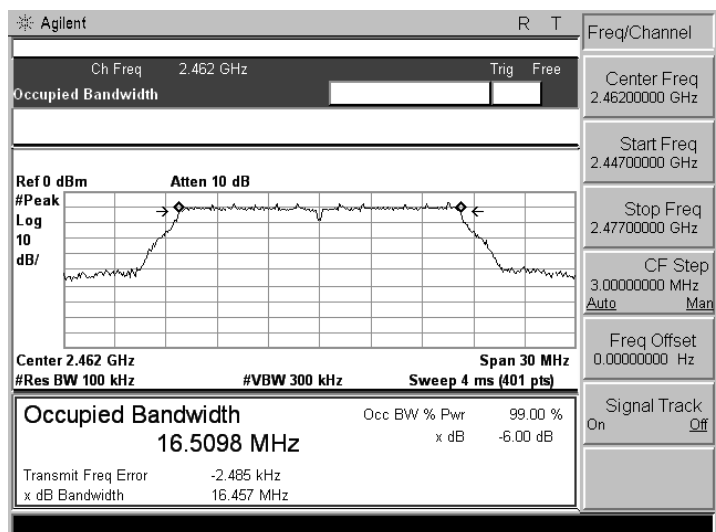 Agilent R T
Ch Freq 2.462 GHz Trig Free
Occupied Bandwidth
Ref 0 dBm Atten 10 dB
#Peak
Log
10
dB/
Center 2.462 GHz Span 30 MHz
#Res BW 100 kHz #VBW 300 kHz Sweep 4 ms (401 pts)
Occupied Bandwidth
16.5098 MHz
Occ BW % Pwr 99.00 %
x dB -6.00 dB
Transmit Freq Error -2.485 kHz
x dB Bandwidth 16.457 MHz
Freq/Channel
Center Freq
2.46200000 GHz
Start Freq
2.44700000 GHz
Stop Freq
2.47700000 GHz
CF Step
3.00000000 MHz
Auto Man
Freq Offset
0.00000000 Hz
Signal Track
On Off